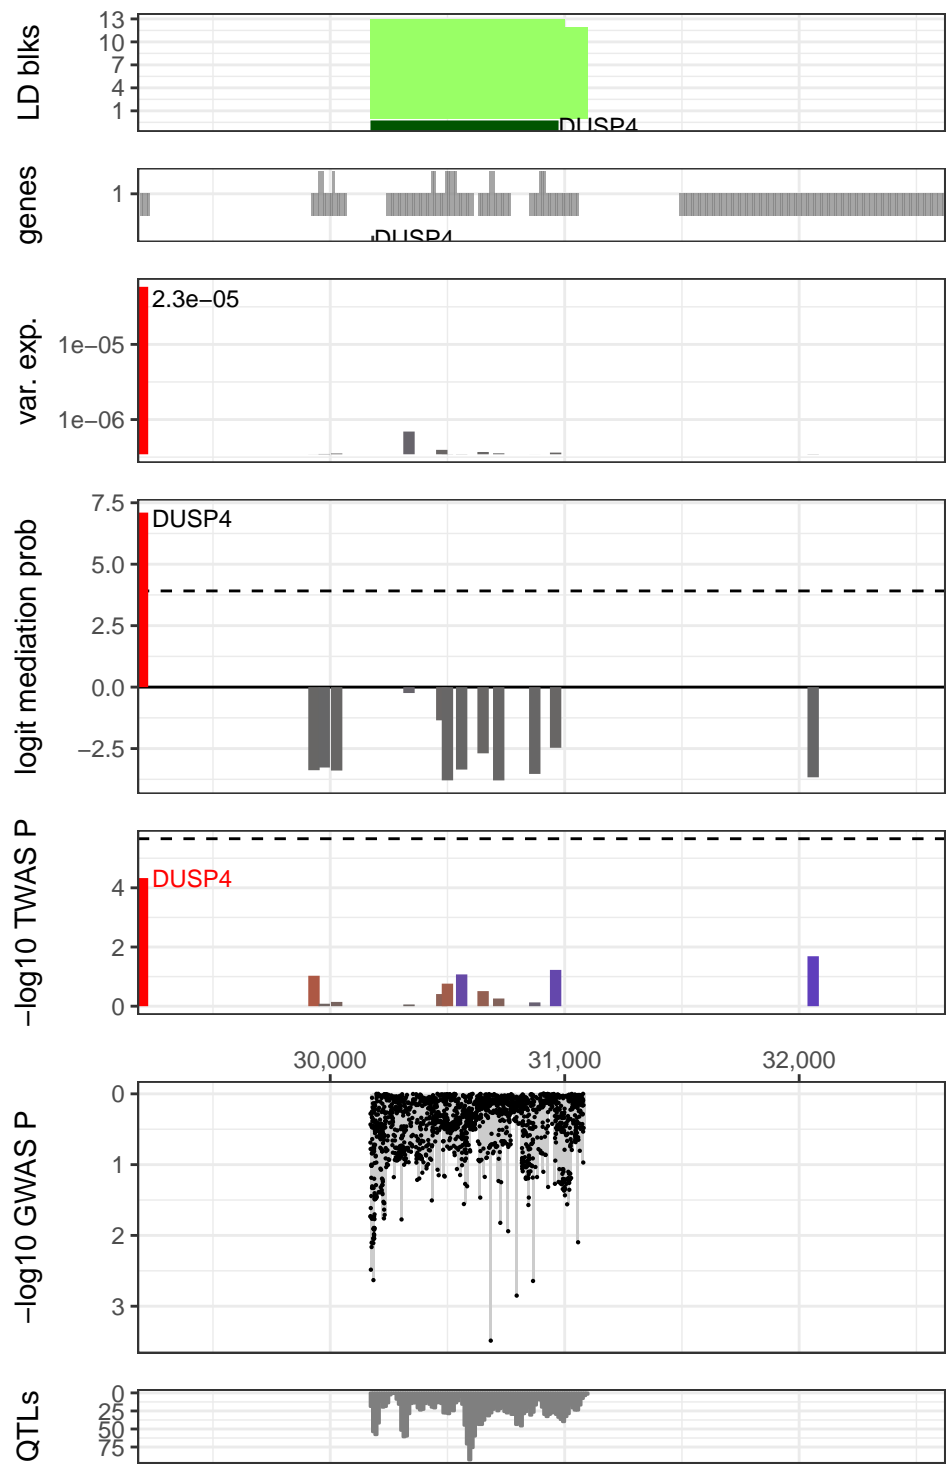 LD blks
13
10
7
4
1
DUSP4
genes
1
DUSP4
var. exp.
1e−05
1e−06
2.3e−05
logit mediation prob
7.5
5.0
2.5
0.0
−2.5
DUSP4
−log10 TWAS P
4
2
0
DUSP4
30,000 31,000 32,000
−log10 GWAS P
0
1
2
3
QTLs
0
25
50
75